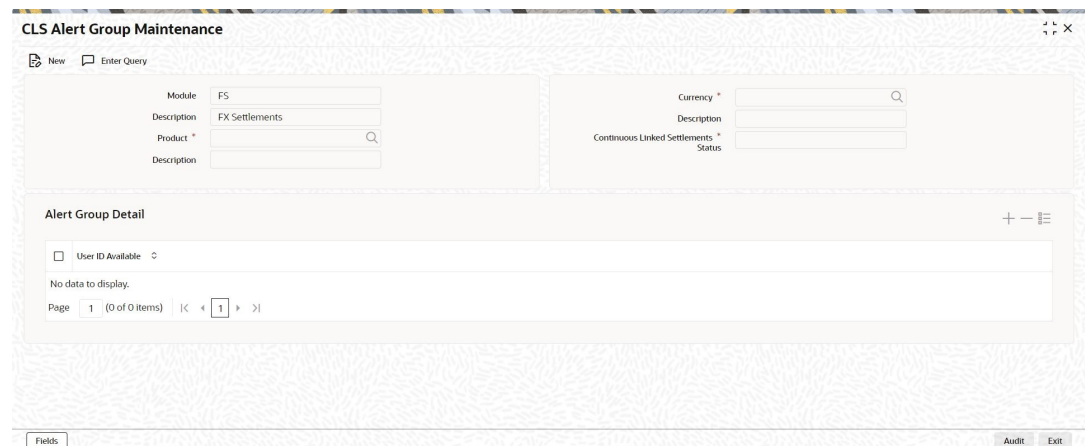 CLS Alert Group Maintenance
New Enter Query
Module FS
Description FX Settlements
Product *
Description
Currency *
Description
Continuous Linked Settlements *
Status
Alert Group Detail
User ID Available
No data to display.
Page 1 (0 of 0 items) 1
Fields
Audit Exit